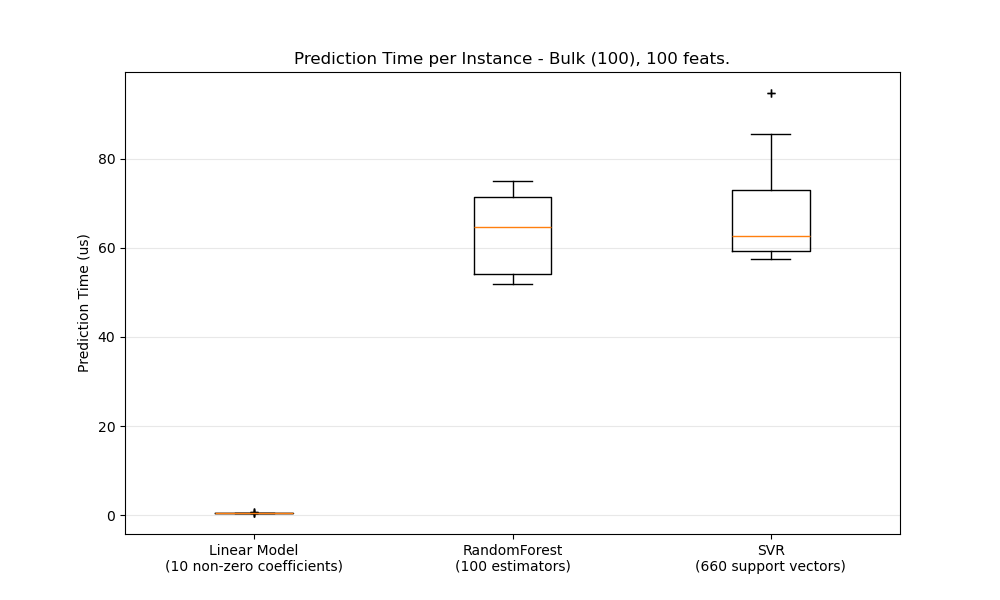 Prediction Time per Instance - Bulk (100), 100 feats.
Prediction Time (us)
80
60
40
20
0
Linear Model
(10 non-zero coefficients)
RandomForest
(100 estimators)
SVR
(660 support vectors)